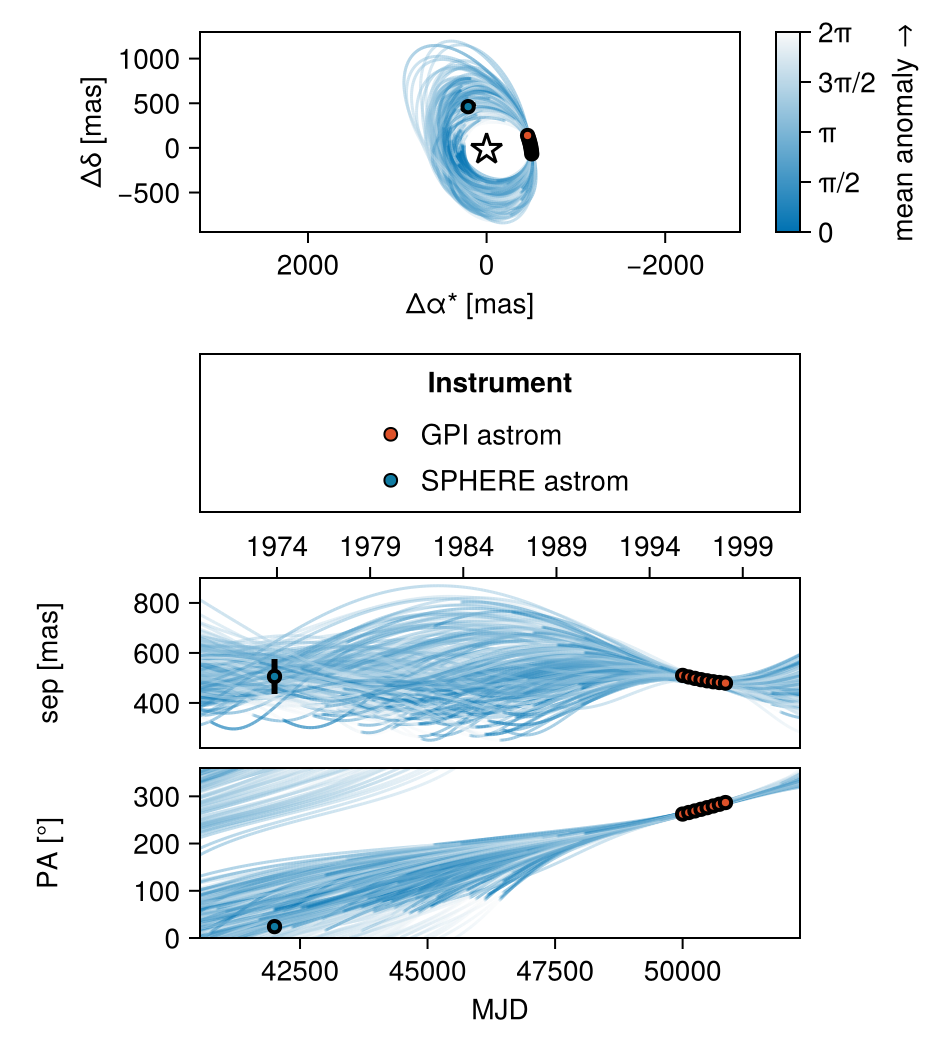 1000
500
0
−500
Δδ [mas]
2000
0
−2000
Δα* [mas]
2π
3π/2
π
π/2
0
mean anomaly →
Instrument
GPI astrom
SPHERE astrom
1974 1979 1984 1989 1994 1999
800
600
400
sep [mas]
300
200
100
0
PA [°]
42500 45000 47500 50000
MJD